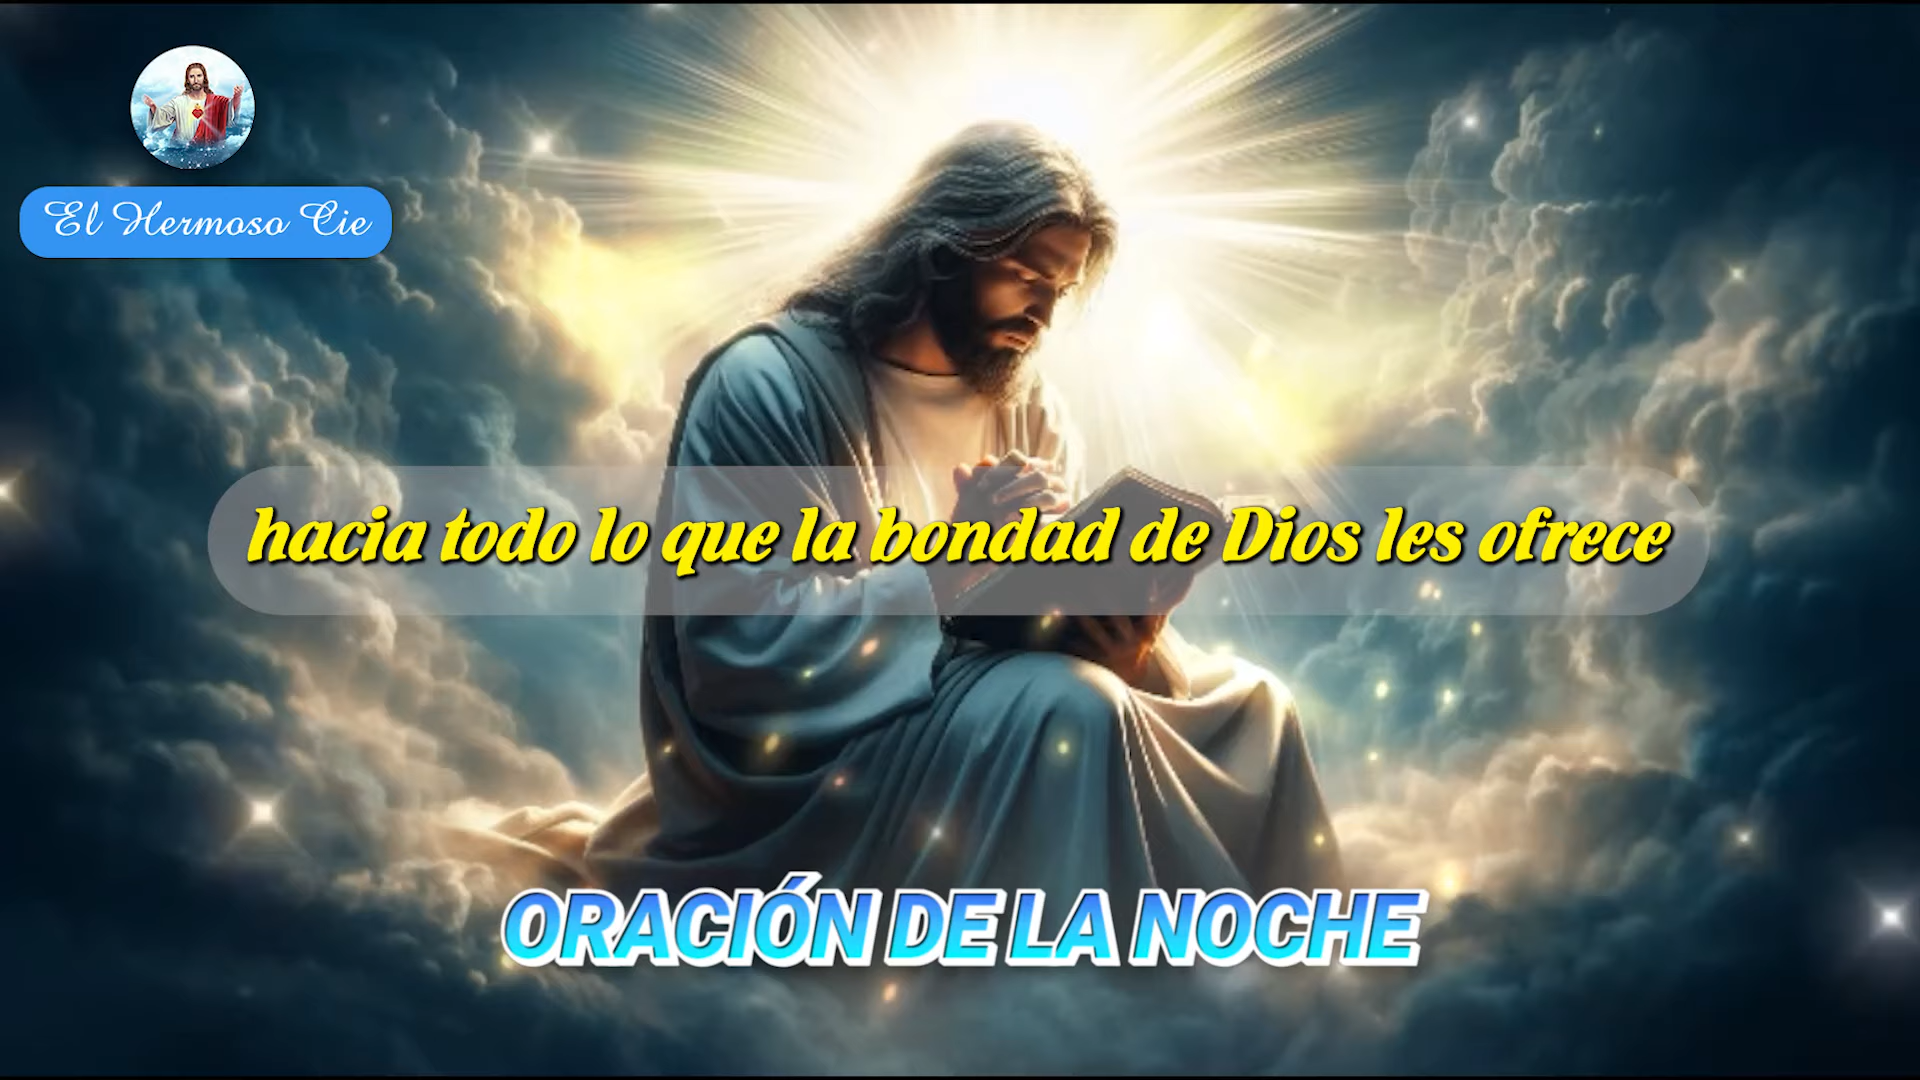 El Hermoso Cie
hacia todo lo que la bondad de Dios les ofrece
ORACIÓN DE LA NOCHE